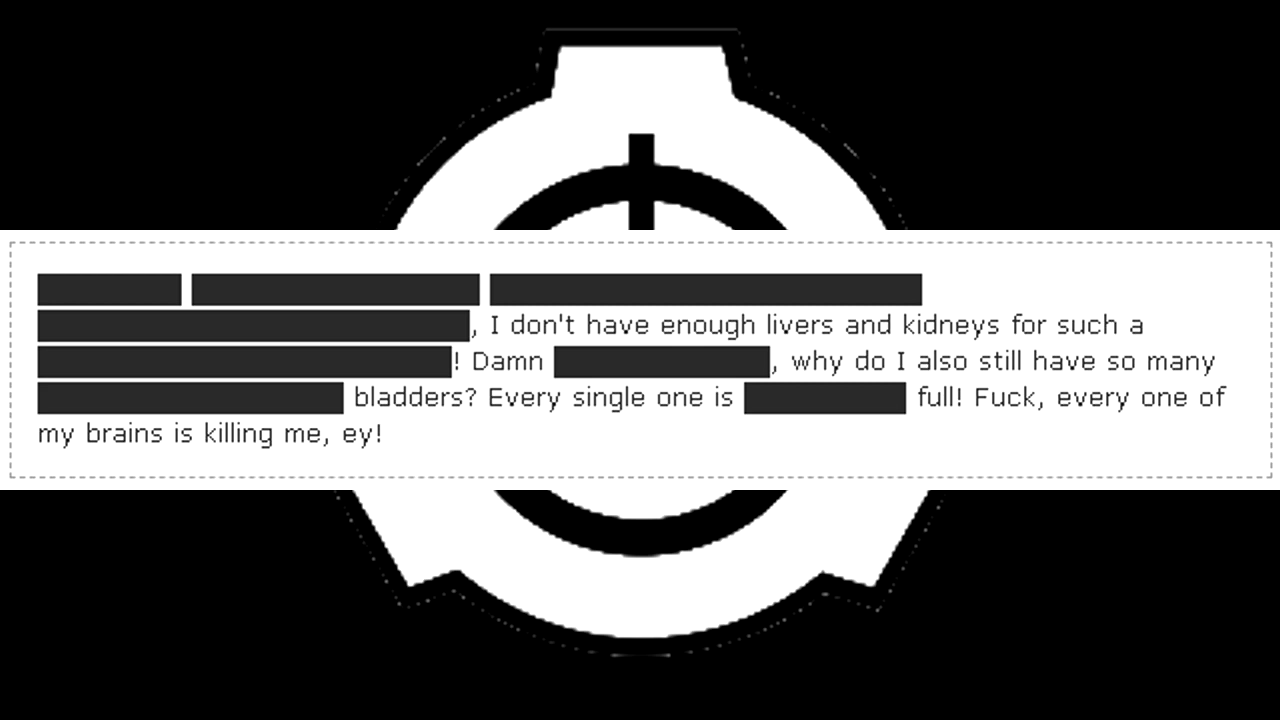 , I don't have enough livers and kidneys for such a
! Damn , why do I also still have so many
bladders? Every single one is full! Fuck, every one of
my brains is killing me, ey!